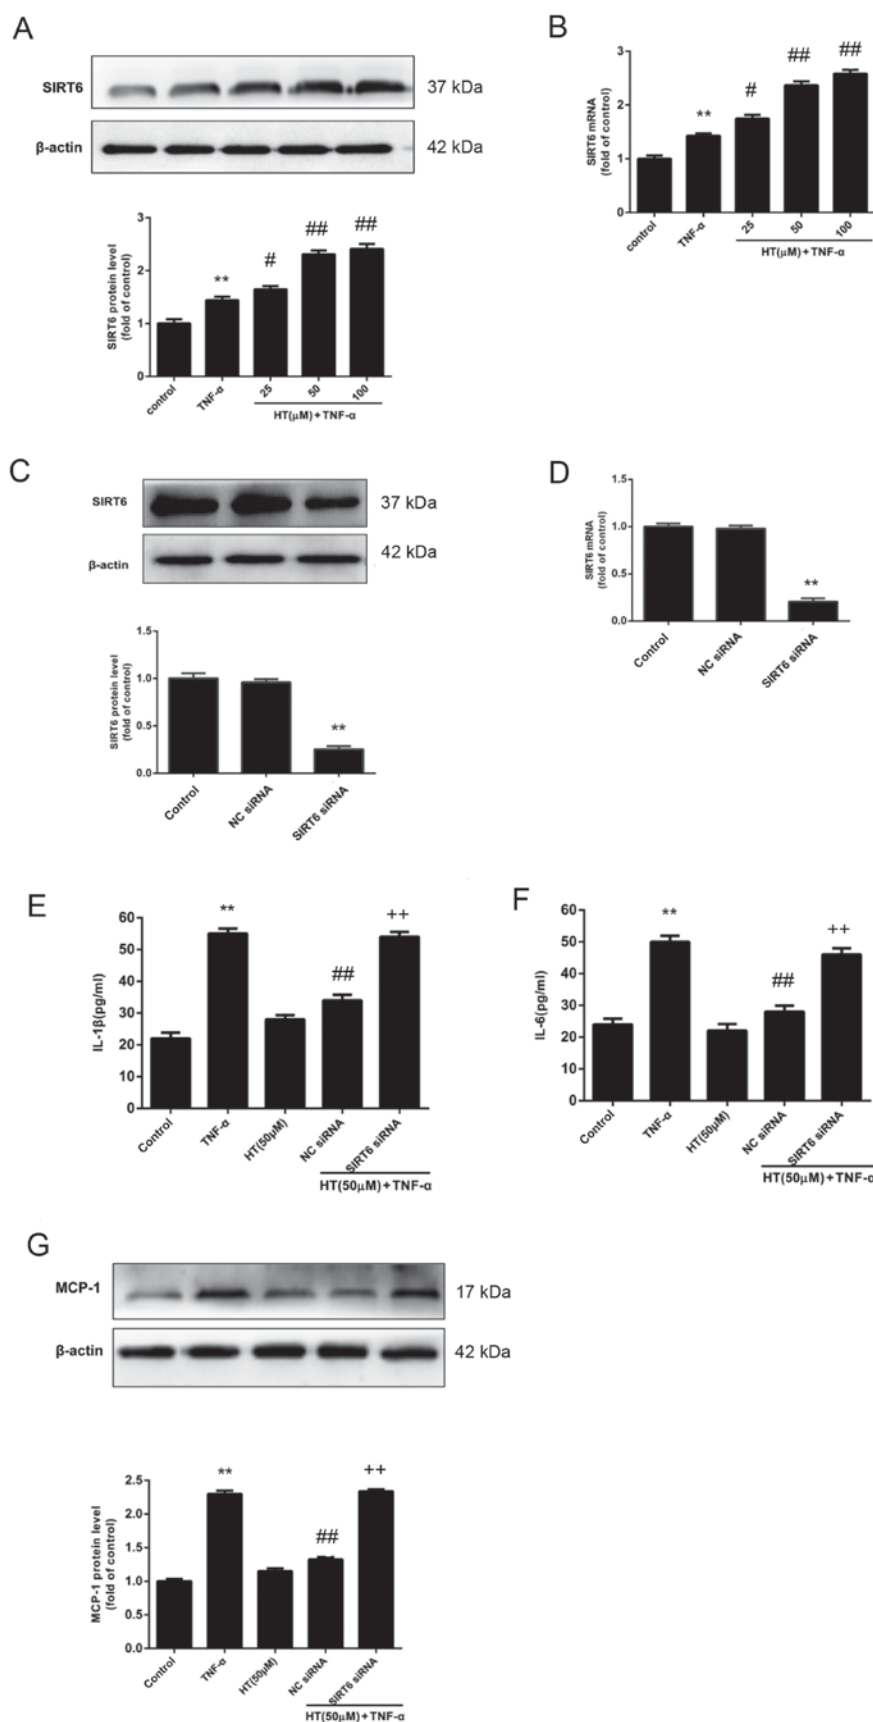 A
SIRT6
37 kDa
β-actin
42 kDa
SIRT6 protein level
(fold of control)
3
2
1
0
**
#
##
##
control
TNF-α
25
50
100
HT(μM)+TNF-α
B
SIRT6 mRNA
(fold of control)
3
2
1
0
**
#
##
##
control
TNF-α
25
50
100
HT(μM)+TNF-α
C
SIRT6
37 kDa
β-actin
42 kDa
SIRT6 protein level
(fold of control)
1.5
1.0
0.5
0.0
**
Control
NC siRNA
SIRT6 siRNA
D
SIRT6 mRNA
(fold of control)
1.5
1.0
0.5
0.0
**
Control
NC siRNA
SIRT6 siRNA
E
IL-1β(pg/ml)
60
50
40
30
20
10
0
**
##
++
Control
TNF-α
HT(50μM)
NC siRNA
SIRT6 siRNA
HT(50μM)+TNF-α
F
IL-6(pg/ml)
60
50
40
30
20
10
0
**
##
++
Control
TNF-α
HT(50μM)
NC siRNA
SIRT6 siRNA
HT(50μM)+TNF-α
G
MCP-1
17 kDa
β-actin
42 kDa
MCP-1 protein level
(fold of control)
2.5
2.0
1.5
1.0
0.5
0.0
**
##
++
Control
TNF-α
HT(50μM)
NC siRNA
SIRT6 siRNA
HT(50μM)+TNF-α